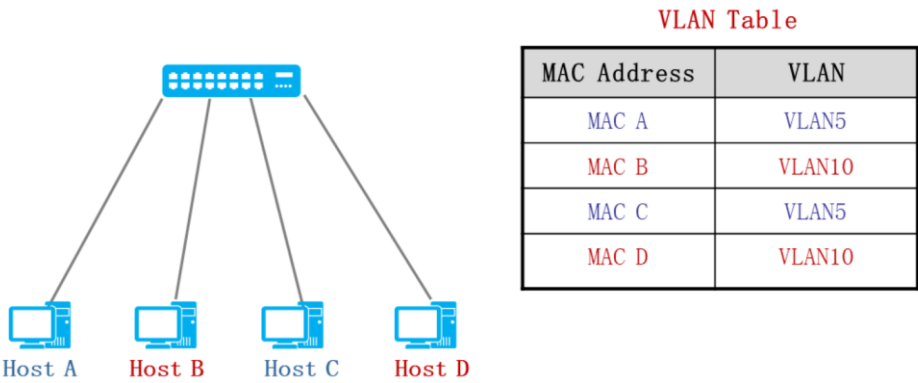 VLAN Table
MAC Address VLAN
MAC A VLAN5
MAC B VLAN10
MAC C VLAN5
MAC D VLAN10
Host A Host B Host C Host D